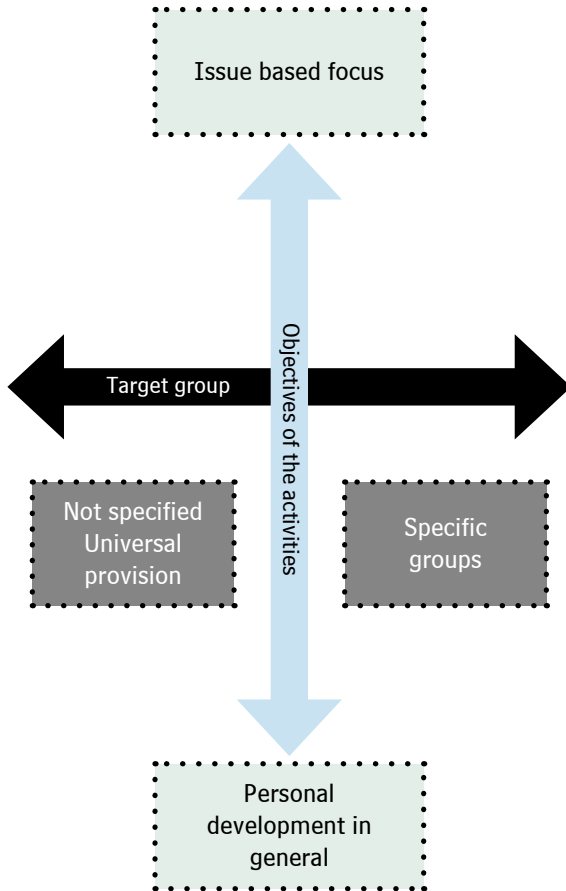 Issue based focus
Objectives of the activities
Target group
Not specified
Universal
provision
Specific
groups
Personal
development in
general